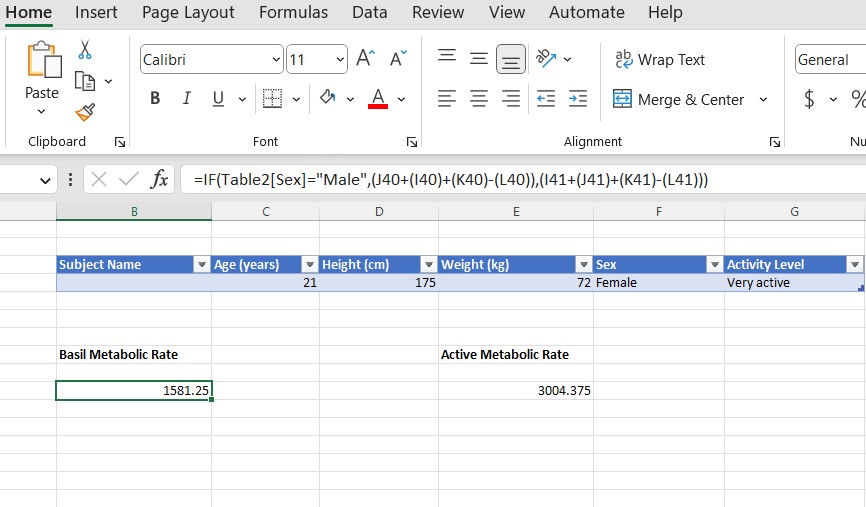 Home Insert Page Layout Formulas Data Review View Automate Help
Calibri 11 A^ A˅ ab c Wrap Text General
Paste B I U A Merge & Center $ %
Clipboard Font Alignment Nu
fx =IF(Table2[Sex]="Male",(J40+(I40)+(K40)-(L40)),(I41+(J41)+(K41)-(L41)))
B C D E F G
Subject Name Age (years) Height (cm) Weight (kg) Sex Activity Level
21 175 72 Female Very active
Basil Metabolic Rate Active Metabolic Rate
1581.25 3004.375